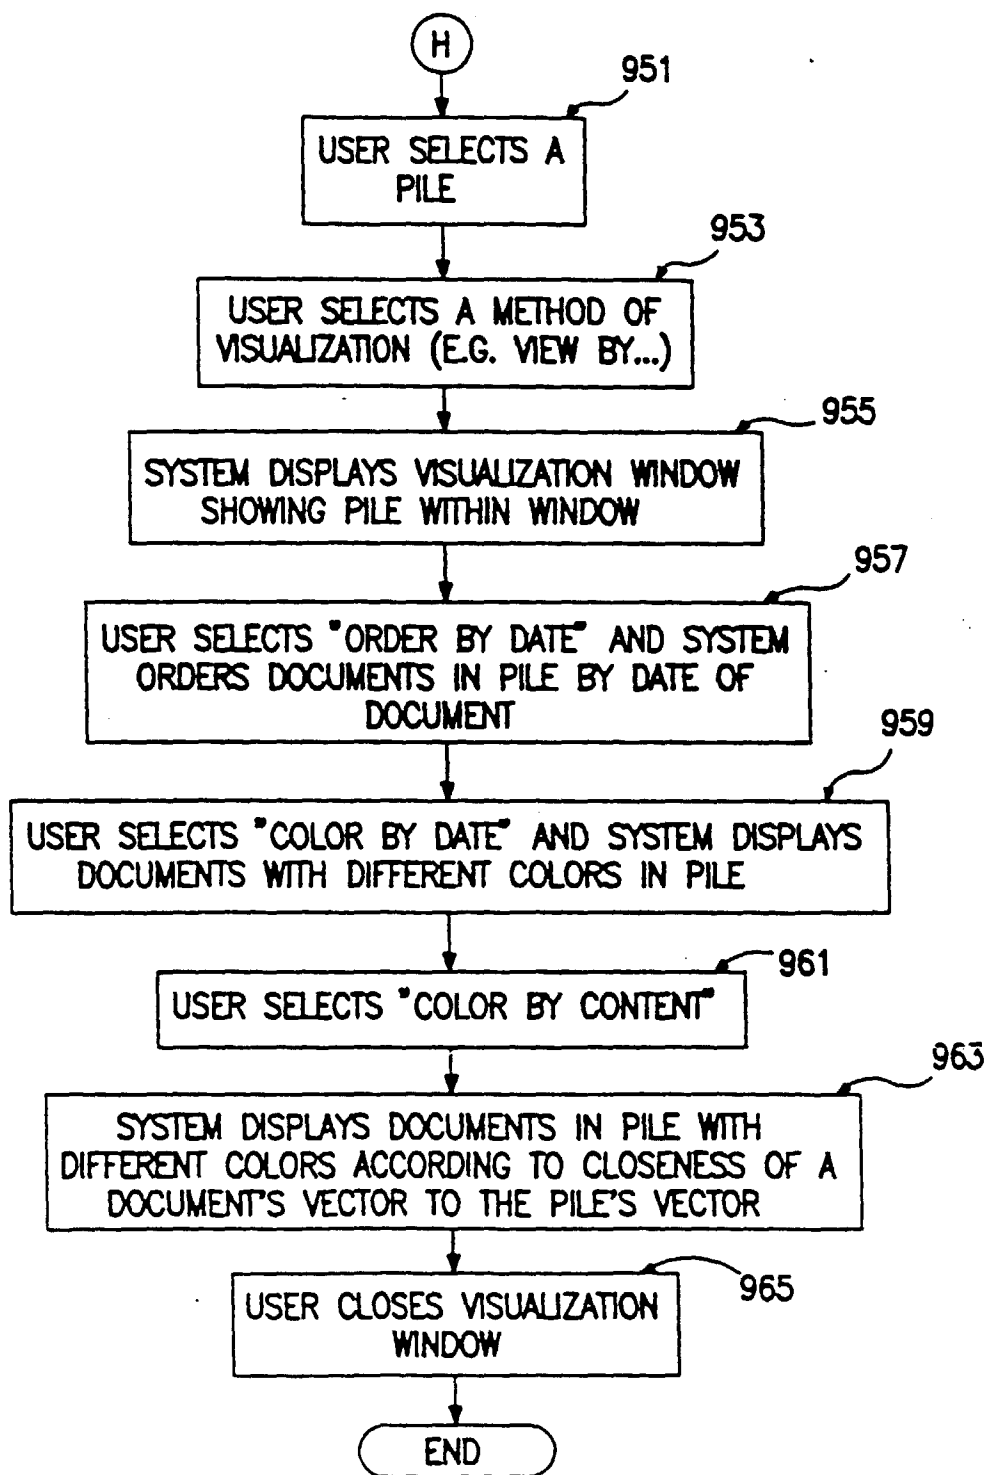 H
951
USER SELECTS A
PILE
953
USER SELECTS A METHOD OF
VISUALIZATION (E.G. VIEW BY...)
955
SYSTEM DISPLAYS VISUALIZATION WINDOW
SHOWING PILE WITHIN WINDOW
957
USER SELECTS "ORDER BY DATE" AND SYSTEM
ORDERS DOCUMENTS IN PILE BY DATE OF
DOCUMENT
959
USER SELECTS "COLOR BY DATE" AND SYSTEM DISPLAYS
DOCUMENTS WITH DIFFERENT COLORS IN PILE
961
USER SELECTS "COLOR BY CONTENT"
963
SYSTEM DISPLAYS DOCUMENTS IN PILE WITH
DIFFERENT COLORS ACCORDING TO CLOSENESS OF A
DOCUMENT'S VECTOR TO THE PILE'S VECTOR
965
USER CLOSES VISUALIZATION
WINDOW
END